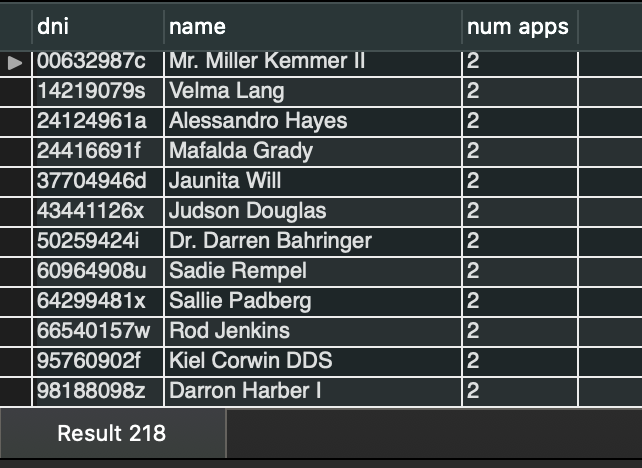 dni name num apps
00632987c Mr. Miller Kemmer II 2
14219079s Velma Lang 2
24124961a Alessandro Hayes 2
24416691f Mafalda Grady 2
37704946d Jaunita Will 2
43441126x Judson Douglas 2
50259424i Dr. Darren Bahringer 2
60964908u Sadie Rempel 2
64299481x Sallie Padberg 2
66540157w Rod Jenkins 2
95760902f Kiel Corwin DDS 2
98188098z Darron Harber I 2
Result 218